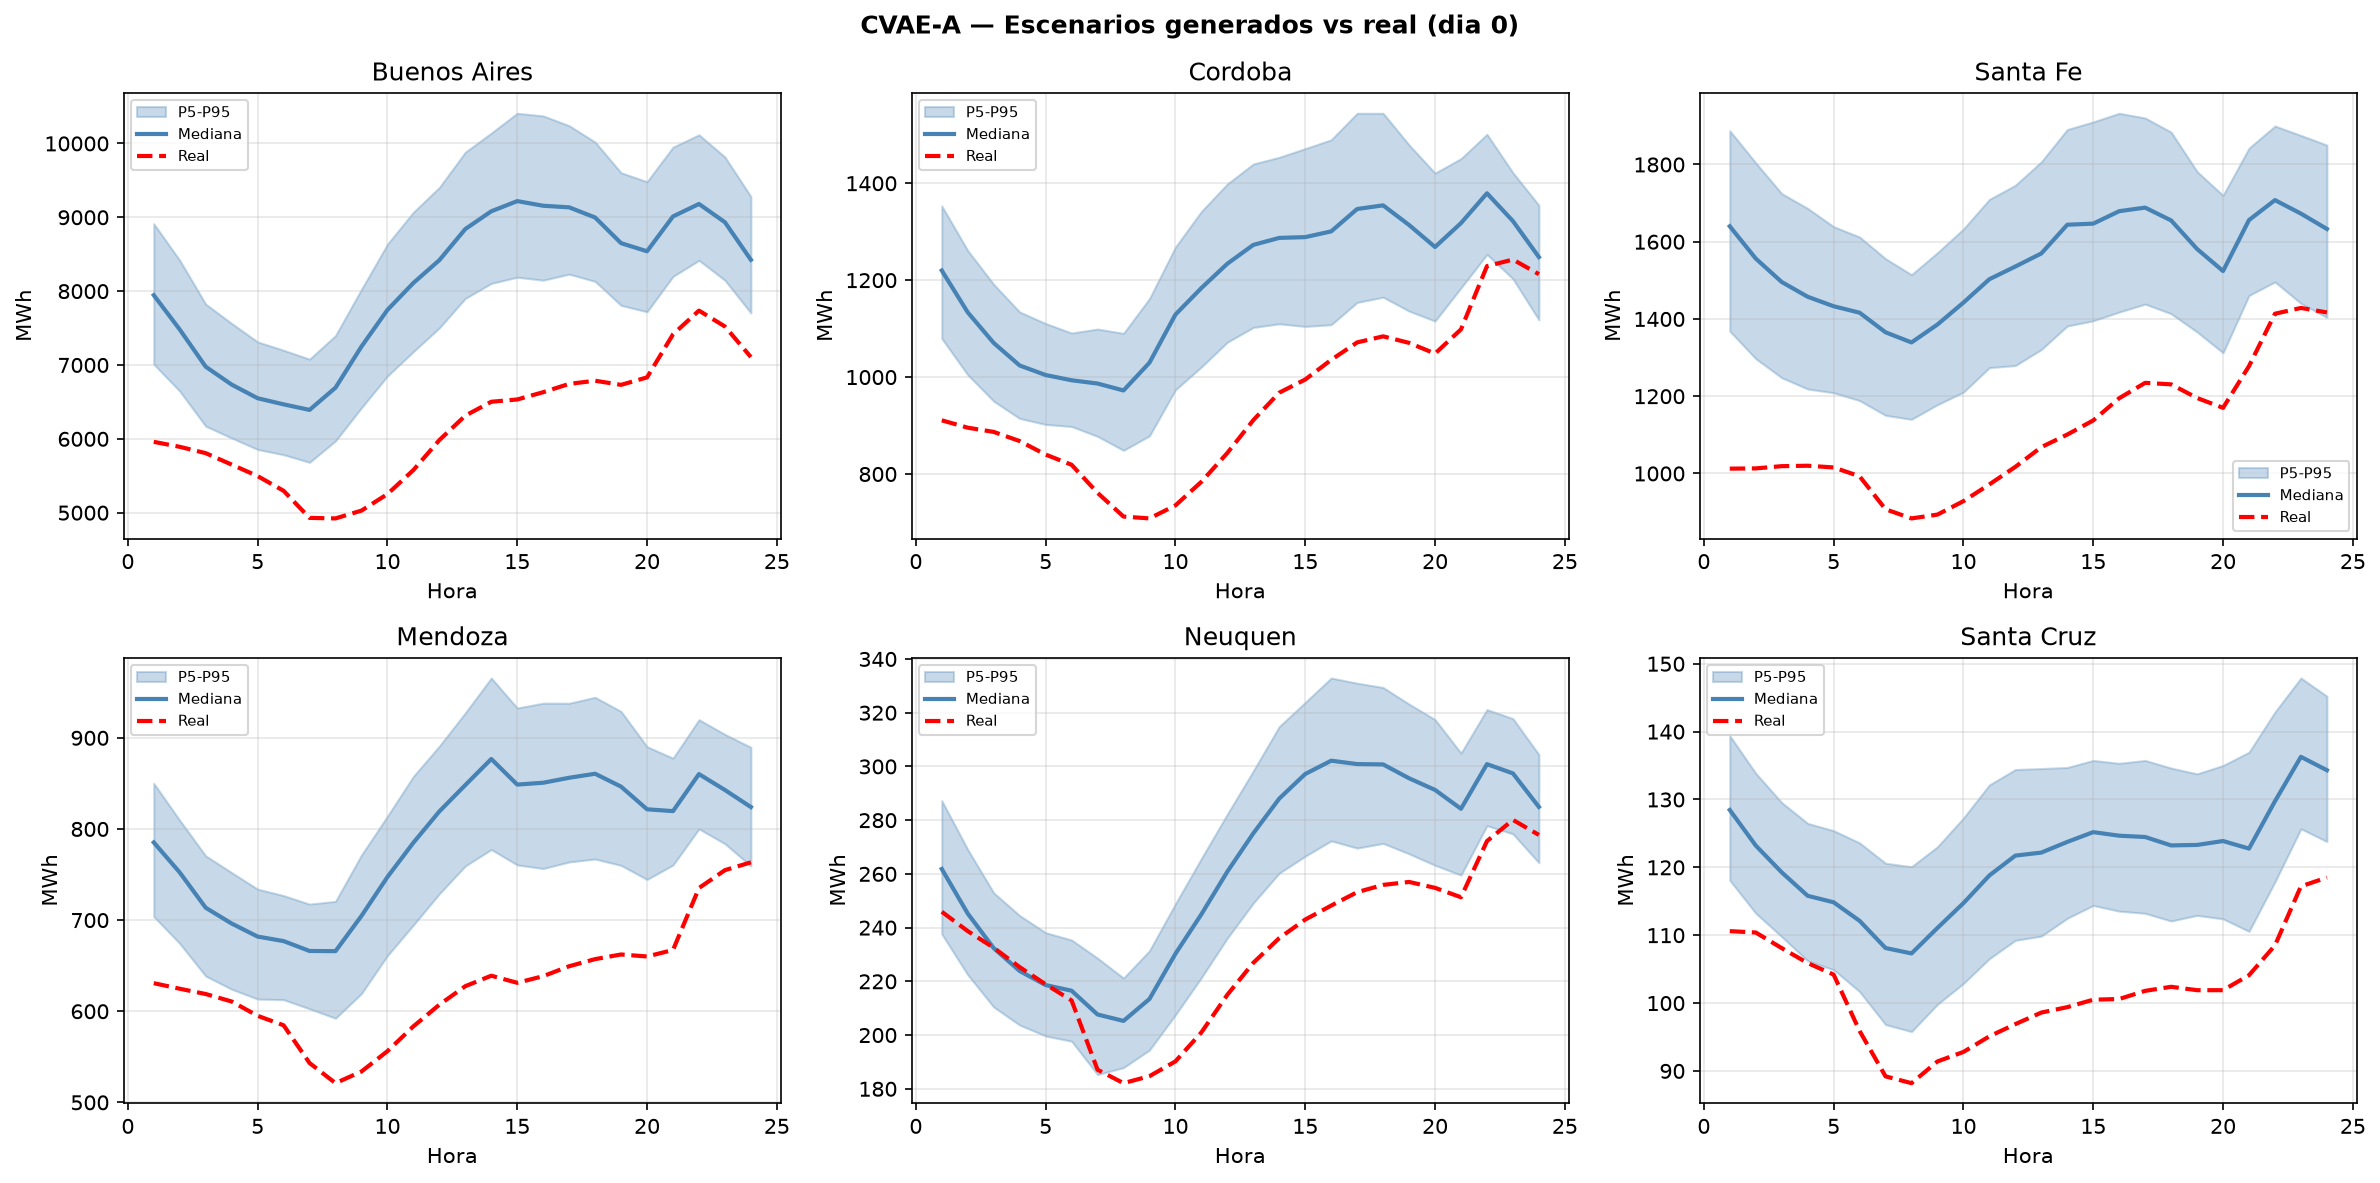 CVAE-A — Escenarios generados vs real (dia 0)
Buenos Aires
P5-P95
Mediana
Real
MWh
10000
9000
8000
7000
6000
5000
0 5 10 15 20 25
Hora
Cordoba
P5-P95
Mediana
Real
MWh
1400
1200
1000
800
0 5 10 15 20 25
Hora
Santa Fe
MWh
1800
1600
1400
1200
1000
P5-P95
Mediana
Real
0 5 10 15 20 25
Hora
Mendoza
P5-P95
Mediana
Real
MWh
900
800
700
600
500
0 5 10 15 20 25
Hora
Neuquen
P5-P95
Mediana
Real
MWh
340
320
300
280
260
240
220
200
180
0 5 10 15 20 25
Hora
Santa Cruz
P5-P95
Mediana
Real
MWh
150
140
130
120
110
100
90
0 5 10 15 20 25
Hora